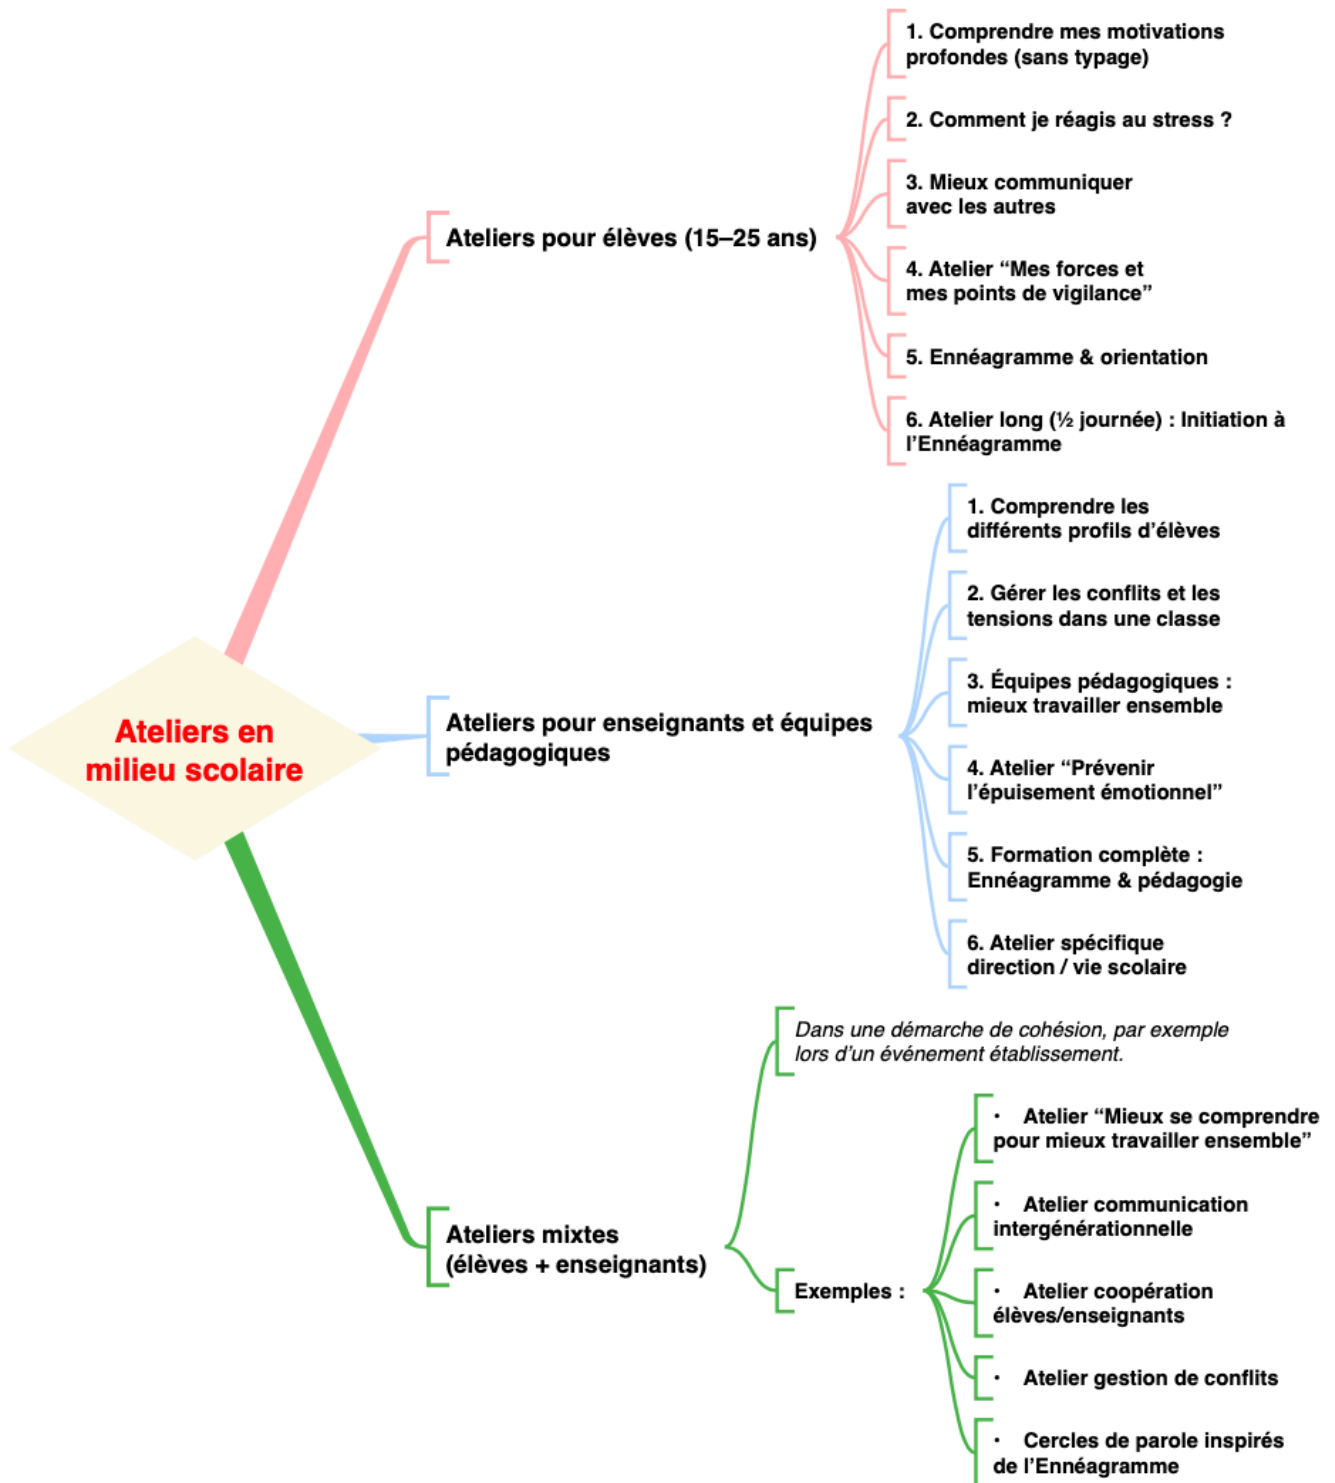 Ateliers en
milieu scolaire
Ateliers pour élèves (15–25 ans)
1. Comprendre mes motivations
profondes (sans typage)
2. Comment je réagis au stress ?
3. Mieux communiquer
avec les autres
4. Atelier “Mes forces et
mes points de vigilance”
5. Ennéagramme & orientation
6. Atelier long (½ journée) : Initiation à
l’Ennéagramme
Ateliers pour enseignants et équipes
pédagogiques
1. Comprendre les
différents profils d’élèves
2. Gérer les conflits et les
tensions dans une classe
3. Équipes pédagogiques :
mieux travailler ensemble
4. Atelier “Prévenir
l’épuisement émotionnel”
5. Formation complète :
Ennéagramme & pédagogie
6. Atelier spécifique
direction / vie scolaire
Ateliers mixtes
(élèves + enseignants)
Dans une démarche de cohésion, par exemple
lors d’un événement établissement.
Exemples :
• Atelier “Mieux se comprendre
pour mieux travailler ensemble”
• Atelier communication
intergénérationnelle
• Atelier coopération
élèves/enseignants
• Atelier gestion de conflits
• Cercles de parole inspirés
de l’Ennéagramme